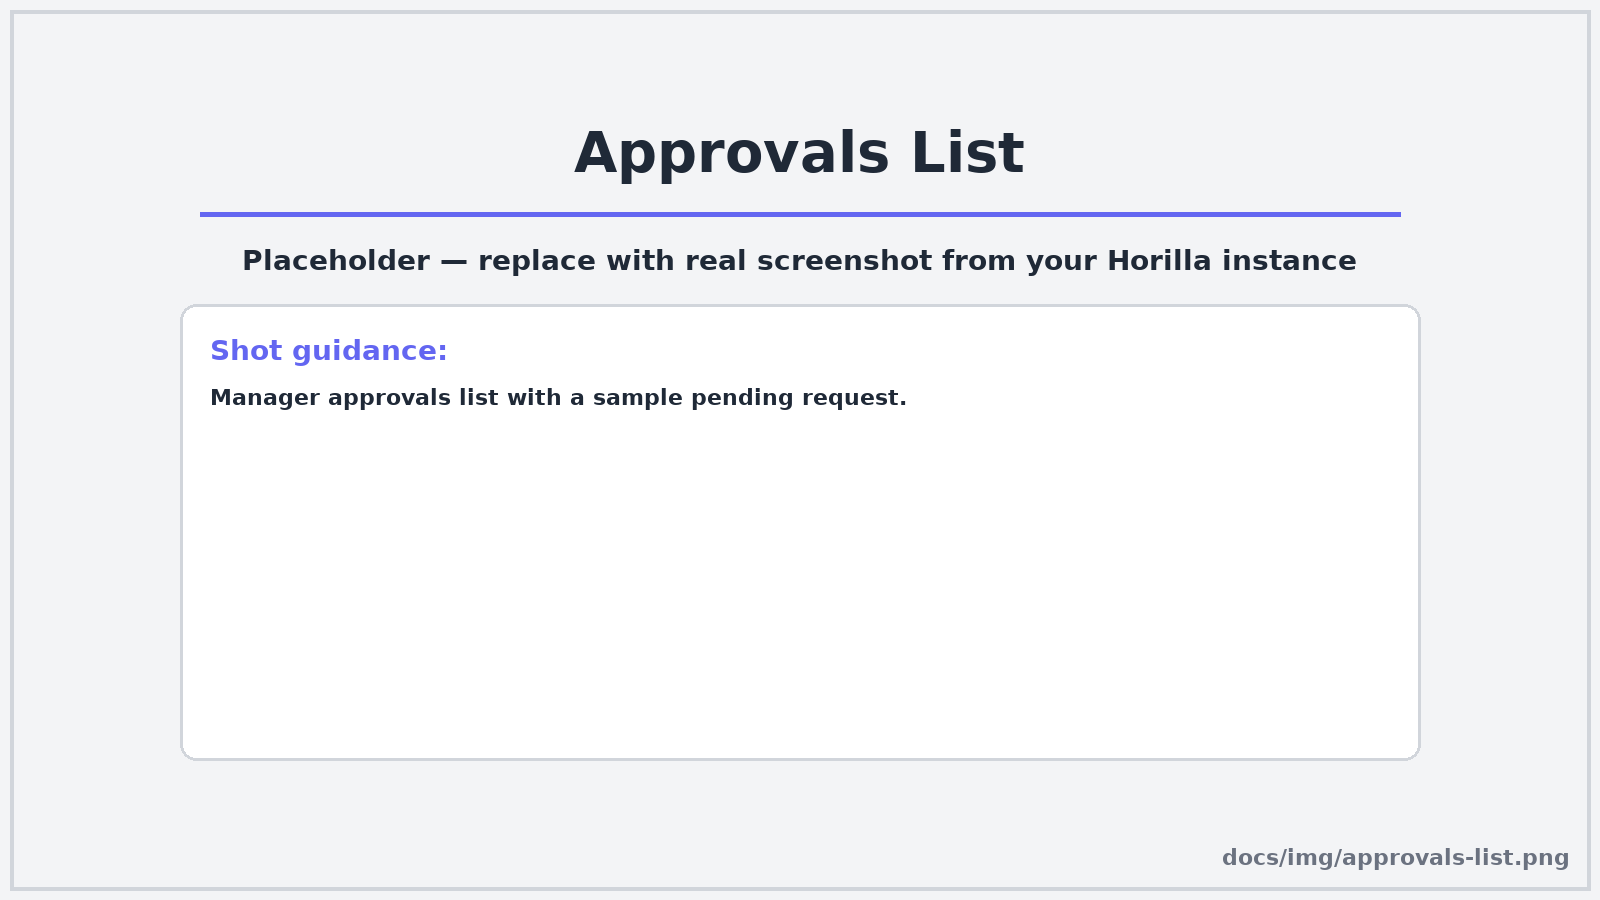 Approvals List
Placeholder — replace with real screenshot from your Horilla instance
Shot guidance:
Manager approvals list with a sample pending request.
docs/img/approvals-list.png